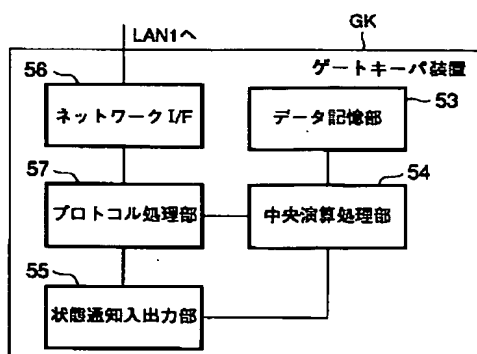 LAN1へ
GK
ゲートキーパ装置
56
ネットワークI/F
53
データ記憶部
57
プロトコル処理部
54
中央演算処理部
55
状態通知入出力部